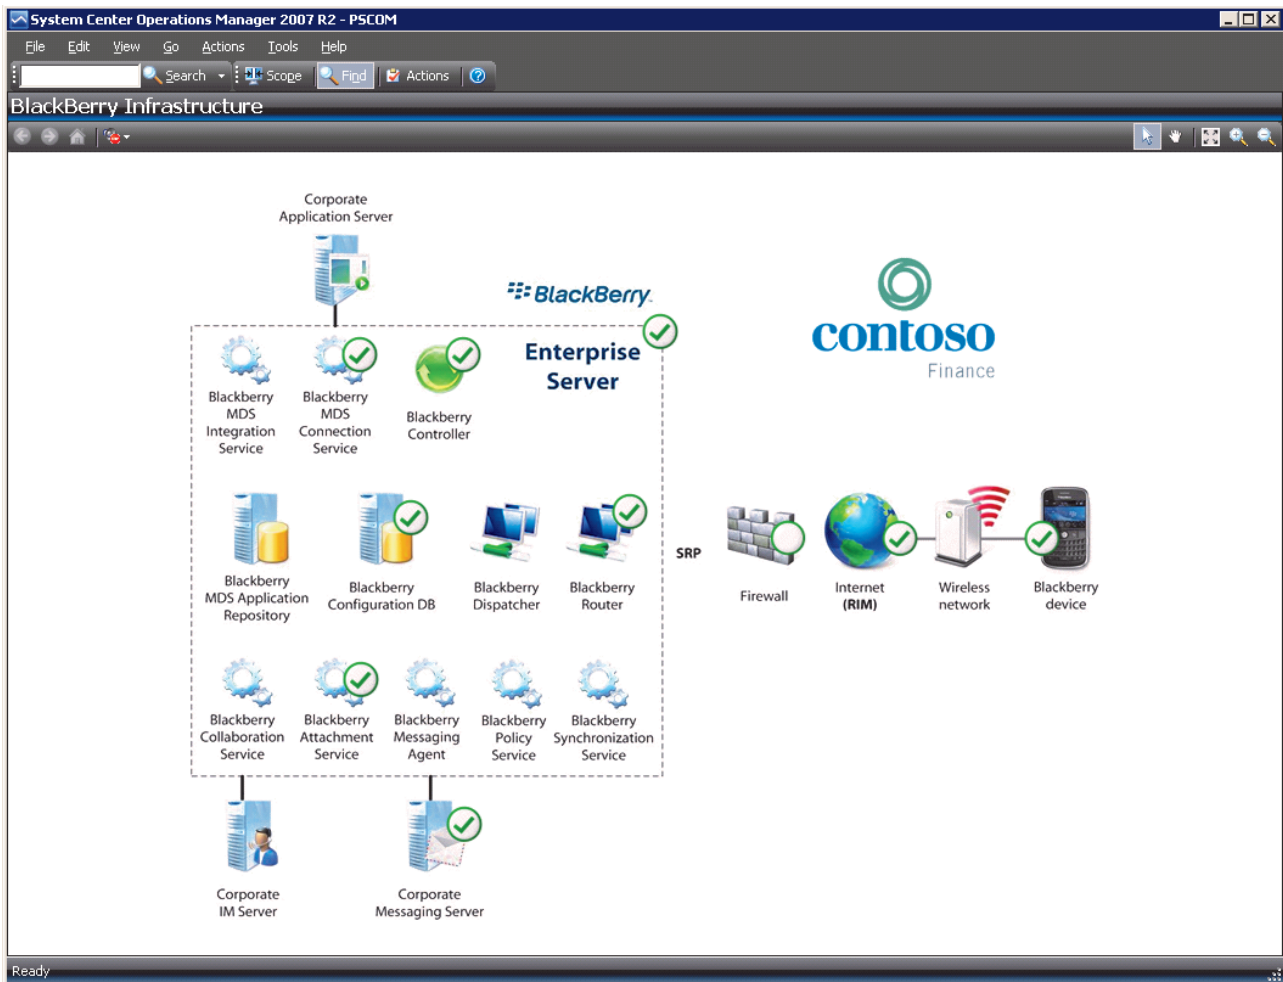 System Center Operations Manager 2007 R2 - PSCOM
File Edit View Go Actions Tools Help
Search Scope Find Actions
BlackBerry Infrastructure
Corporate
Application Server
BlackBerry
Enterprise
Server
contoso
Finance
Blackberry
MDS
Integration
Service
Blackberry
MDS
Connection
Service
Blackberry
Controller
Blackberry
MDS Application
Repository
Blackberry
Configuration DB
Blackberry
Dispatcher
Blackberry
Router
SRP
Firewall
Internet
(RIM)
Wireless
network
Blackberry
device
Blackberry
Collaboration
Service
Blackberry
Attachment
Service
Blackberry
Messaging
Agent
Blackberry
Policy
Service
Blackberry
Synchronization
Service
Corporate
IM Server
Corporate
Messaging Server
Ready